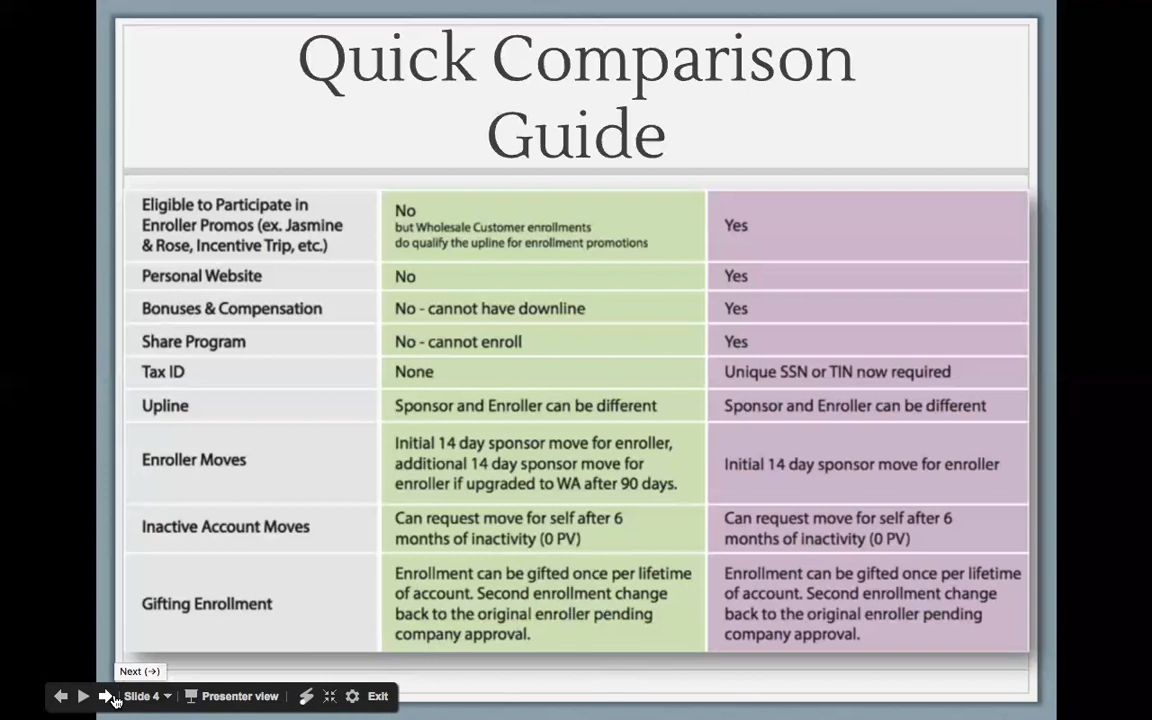 Quick Comparison
Guide
Eligible to Participate in
Enroller Promos (ex. Jasmine
& Rose, Incentive Trip, etc.)
No
but Wholesale Customer enrollments
do qualify the upline for enrollment promotions
Yes
Personal Website
No
Yes
Bonuses & Compensation
No - cannot have downline
Yes
Share Program
No - cannot enroll
Yes
Tax ID
None
Unique SSN or TIN now required
Upline
Sponsor and Enroller can be different
Sponsor and Enroller can be different
Enroller Moves
Initial 14 day sponsor move for enroller,
additional 14 day sponsor move for
enroller if upgraded to WA after 90 days.
Initial 14 day sponsor move for enroller
Inactive Account Moves
Can request move for self after 6
months of inactivity (0 PV)
Can request move for self after 6
months of inactivity (0 PV)
Gifting Enrollment
Enrollment can be gifted once per lifetime
of account. Second enrollment change
back to the original enroller pending
company approval.
Enrollment can be gifted once per lifetime
of account. Second enrollment change
back to the original enroller pending
company approval.
Next (→)
Slide 4
Presenter view
Exit